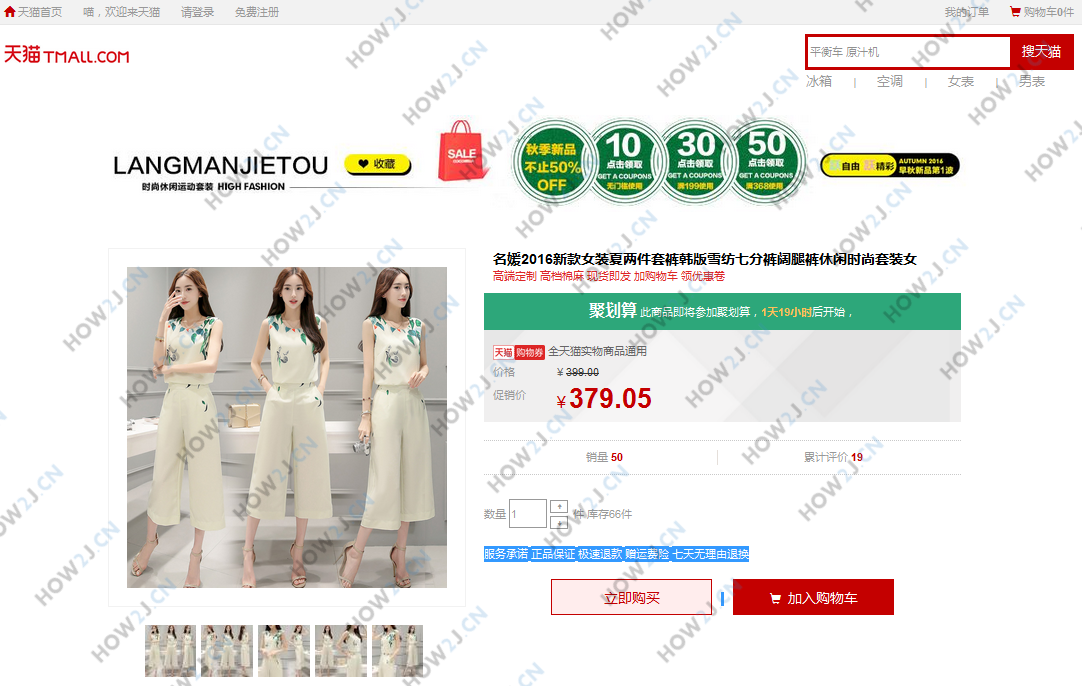 天猫首页 喵，欢迎来天猫 请登录 免费注册 我的订单 购物车0件
天猫 TMALL.COM
平衡车 原汁机 搜天猫
冰箱 | 空调 | 女表 | 男表
LANGMANJIETOU 收藏
时尚休闲运动套装 HIGH FASHION
SALE
秋季新品
不止50%
OFF
10
点击领取
GET A COUPONS
无门槛使用
30
点击领取
GET A COUPONS
满199使用
50
点击领取
GET A COUPONS
满368使用
自由 精彩
AUTUMN 2016
早秋新品第1波
名媛2016新款女装夏两件套裤韩版雪纺七分裤阔腿裤休闲时尚套装女
高端定制 高档棉麻 现货即发 加购物车 领优惠卷
聚划算 此商品即将参加聚划算，1天19小时后开始，
天猫 购物券 全天猫实物商品通用
价格 ¥ 399.00
促销价 ¥ 379.05
销量 50 累计评价 19
数量 1 件 库存66件
服务承诺 正品保证 极速退款 赠运费险 七天无理由退换
立即购买 加入购物车
HOW2J.CN